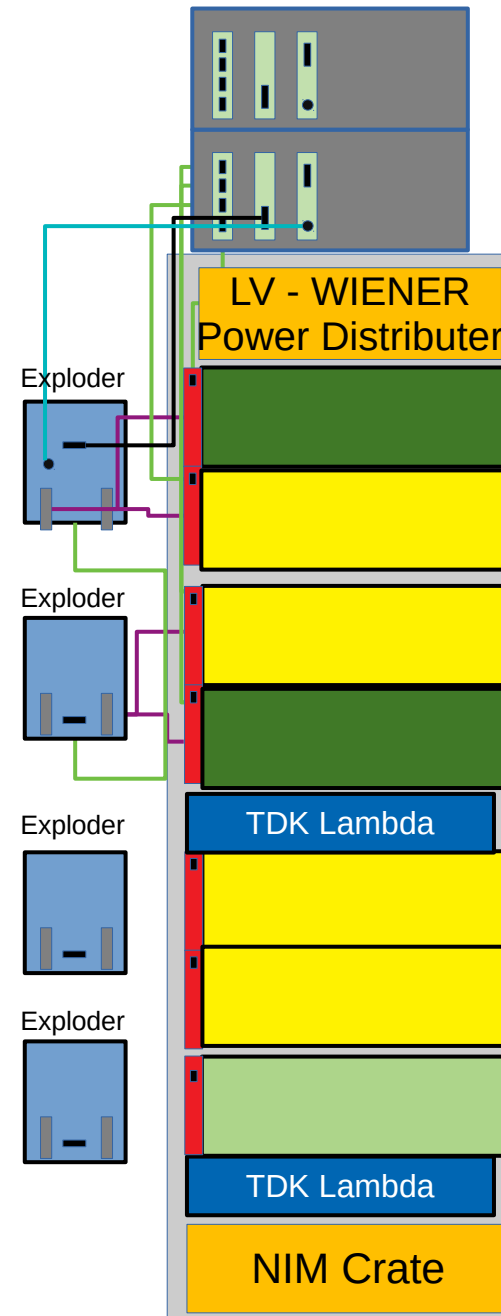 LV - WIENER
Power Distributer
Exploder
Exploder
TDK Lambda
Exploder
Exploder
TDK Lambda
NIM Crate